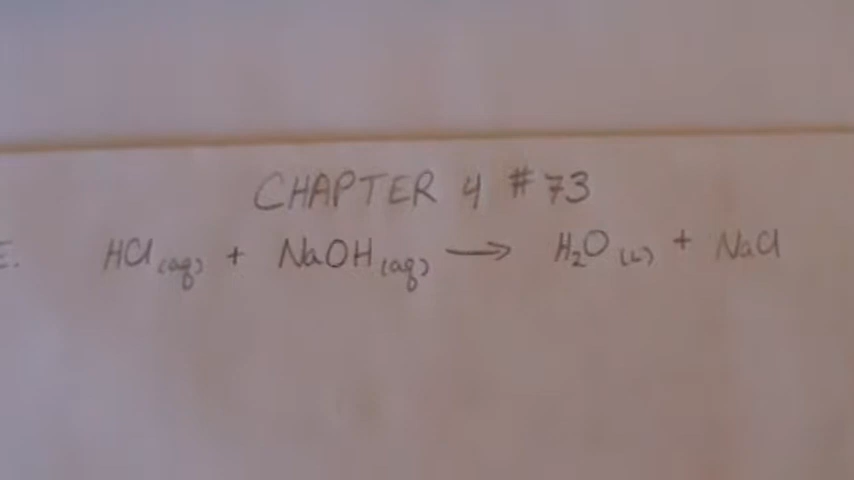 CHAPTER 4 #73
E. HCl(aq) + NaOH(aq) → H₂O(L) + NaCl